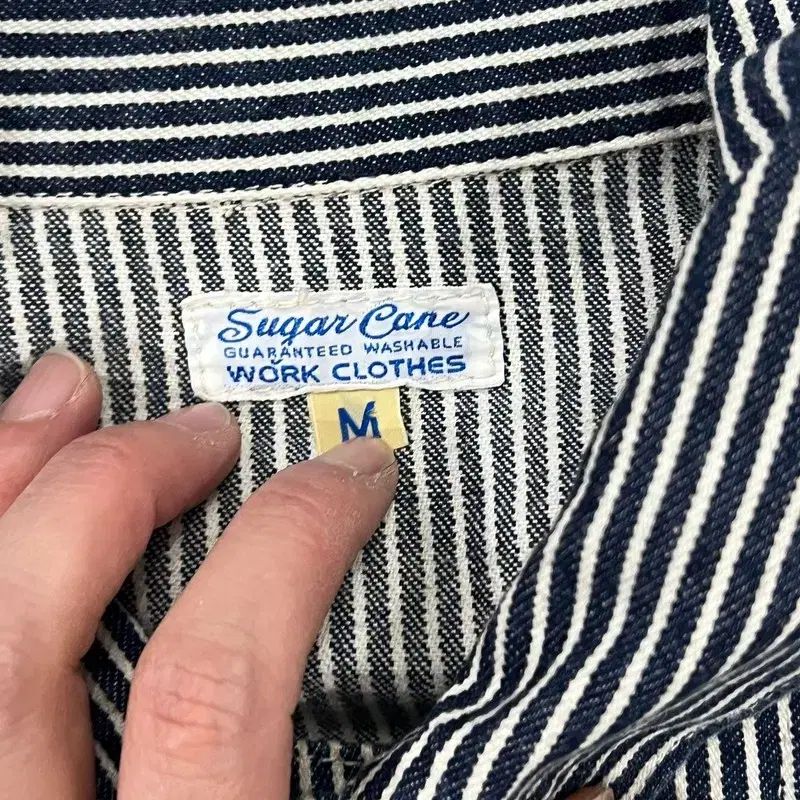 Sugar Cane
GUARANTEED WASHABLE
WORK CLOTHES
M